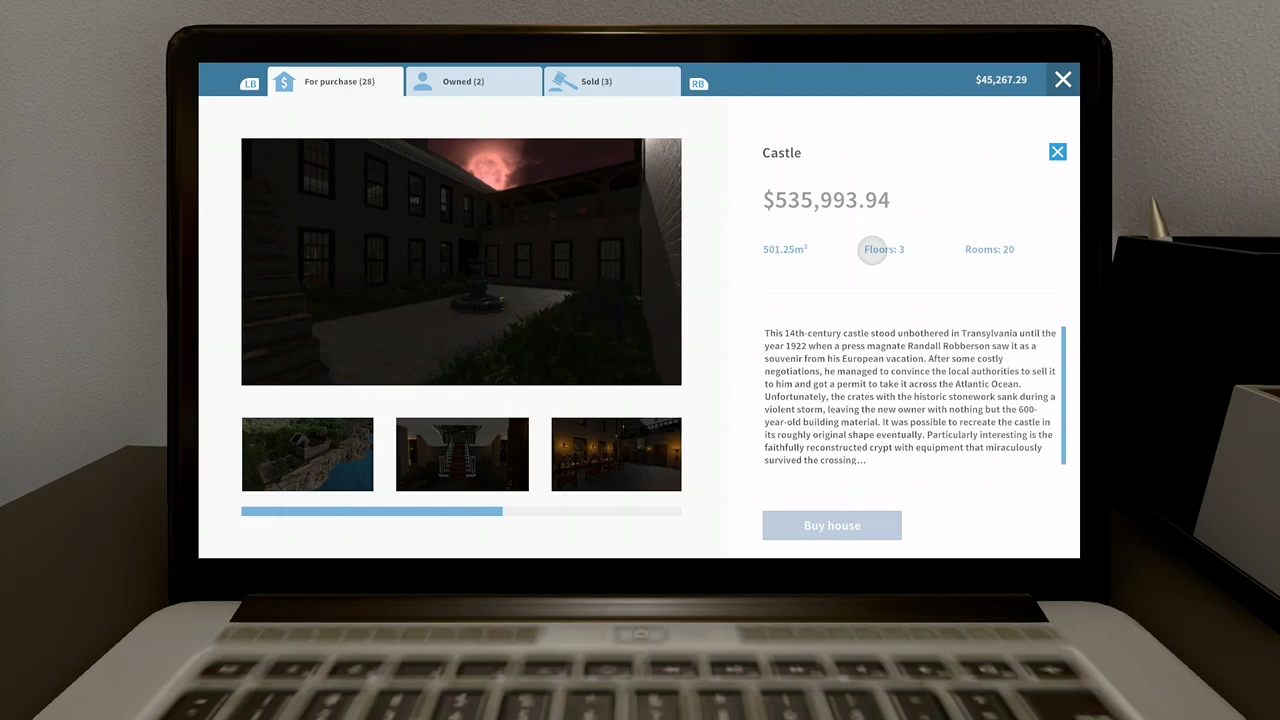 LB
For purchase (28)
Owned (2)
Sold (3)
RB
$45,267.29
Castle
$535,993.94
501.25m²
Floors: 3
Rooms: 20
This 14th-century castle stood unbothered in Transylvania until the
year 1922 when a press magnate Randall Robberson saw it as a
souvenir from his European vacation. After some costly
negotiations, he managed to convince the local authorities to sell it
to him and got a permit to take it across the Atlantic Ocean.
Unfortunately, the crates with the historic stonework sank during a
violent storm, leaving the new owner with nothing but the 600-
year-old building material. It was possible to recreate the castle in
its roughly original shape eventually. Particularly interesting is the
faithfully reconstructed crypt with equipment that miraculously
survived the crossing...
Buy house